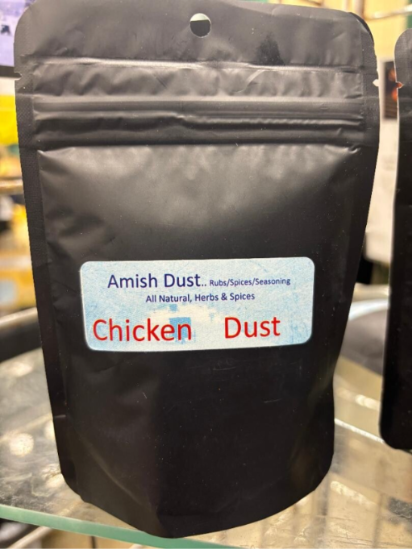 Amish Dust.. Rubs/Spices/Seasoning
All Natural, Herbs & Spices
Chicken Dust